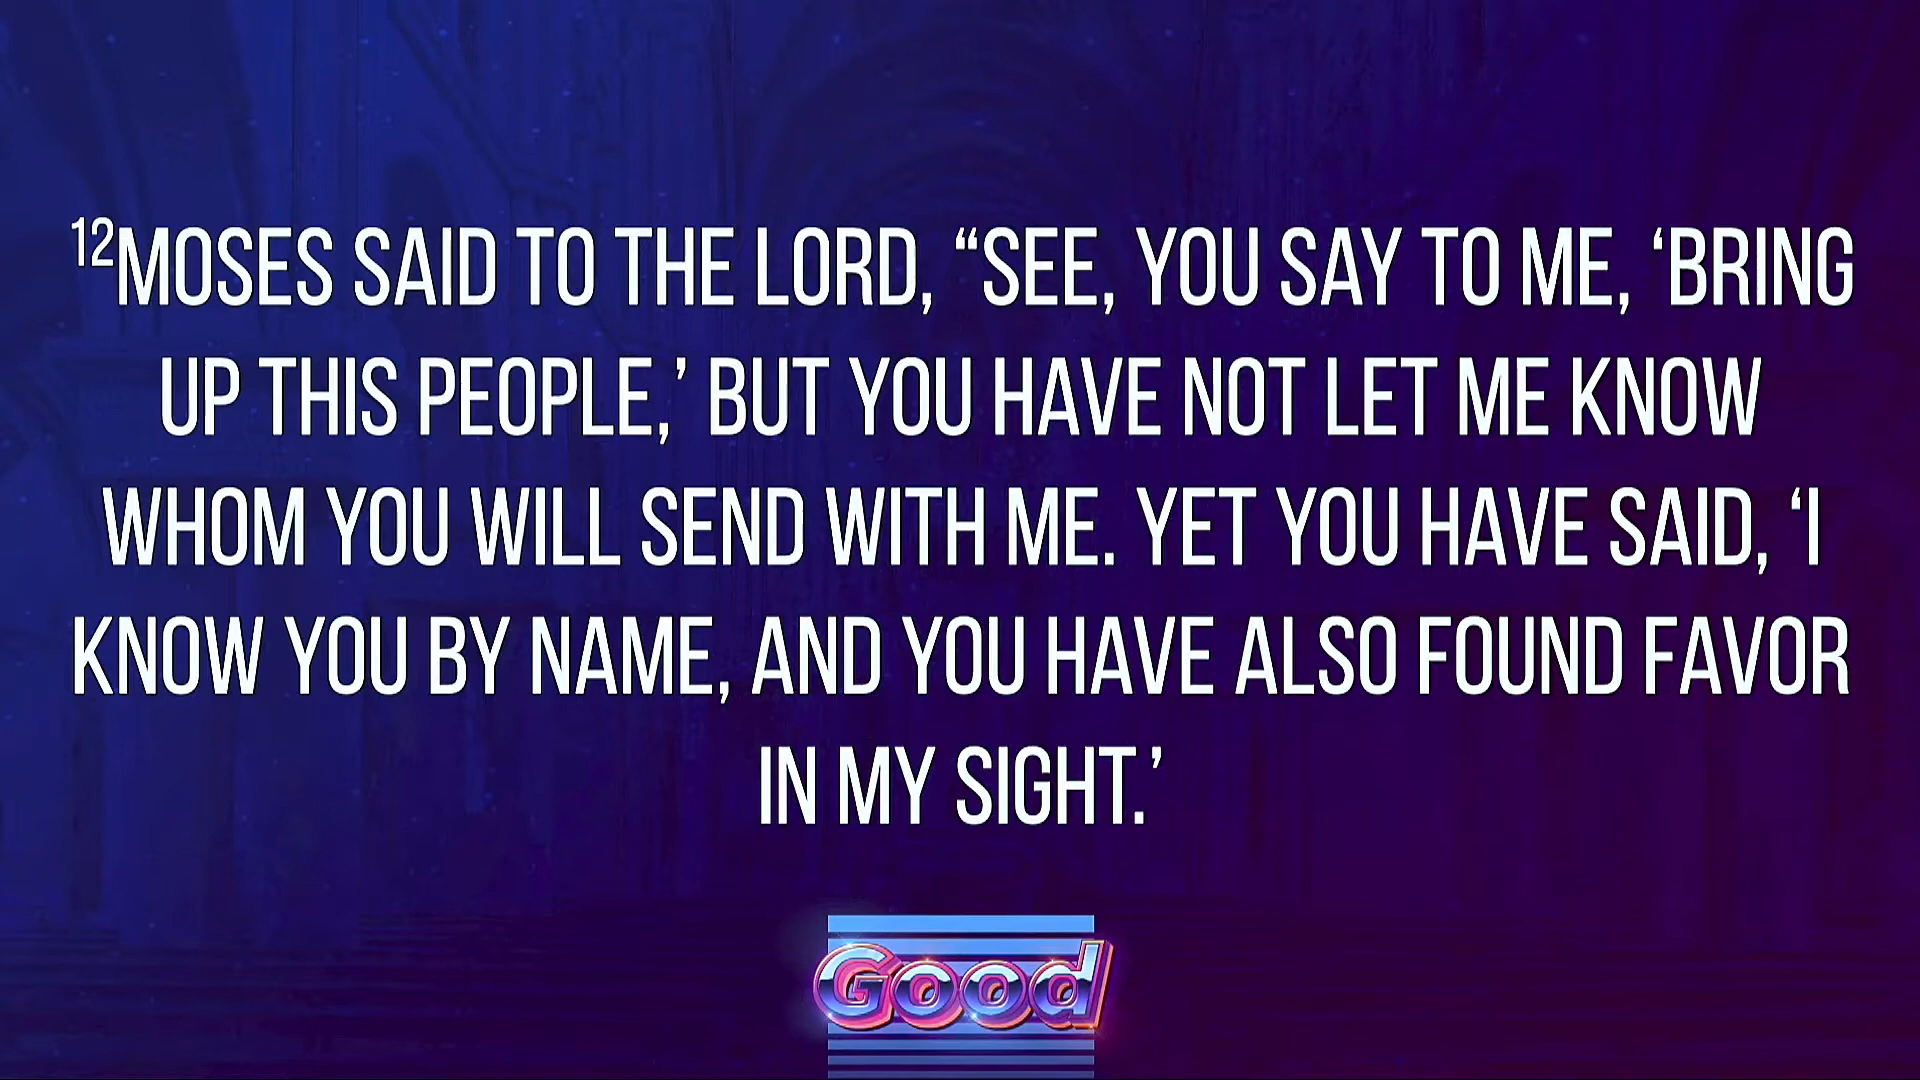 12MOSES SAID TO THE LORD, “SEE, YOU SAY TO ME, ‘BRING
UP THIS PEOPLE,’ BUT YOU HAVE NOT LET ME KNOW
WHOM YOU WILL SEND WITH ME. YET YOU HAVE SAID, ‘I
KNOW YOU BY NAME, AND YOU HAVE ALSO FOUND FAVOR
IN MY SIGHT.’
Good